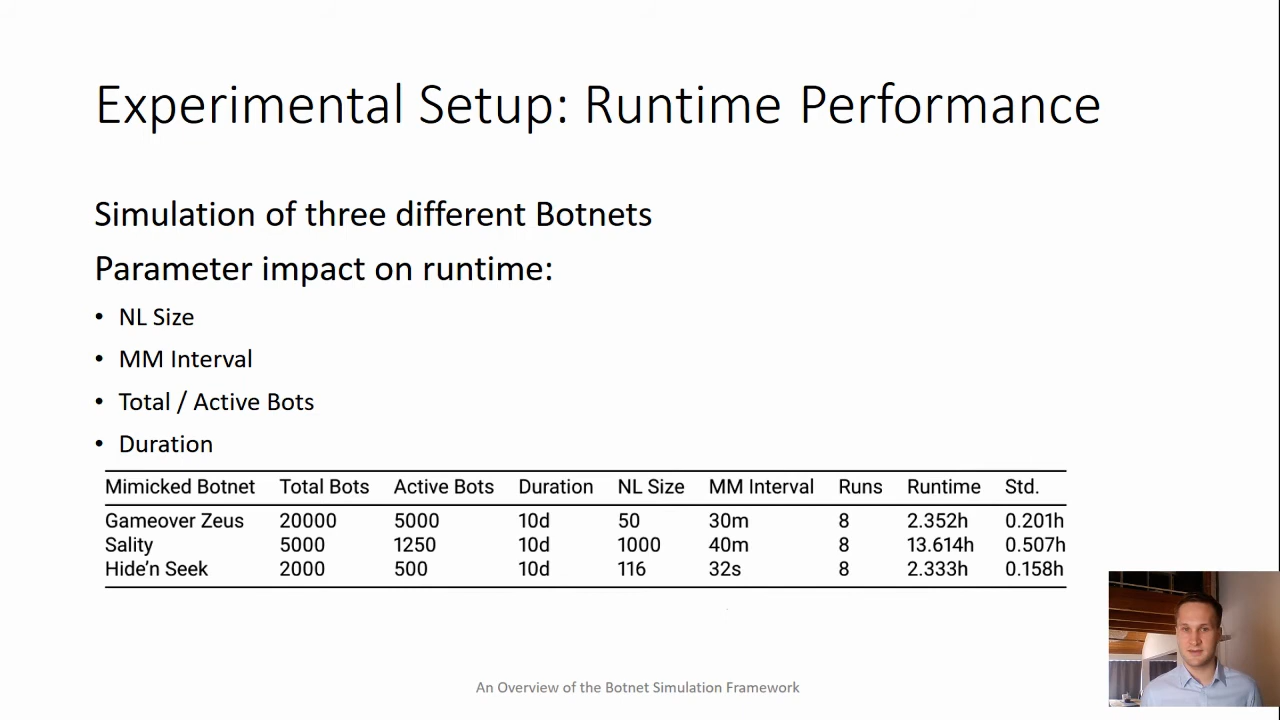 Experimental Setup: Runtime Performance
Simulation of three different Botnets
Parameter impact on runtime:
• NL Size
• MM Interval
• Total / Active Bots
• Duration
Mimicked Botnet Total Bots Active Bots Duration NL Size MM Interval Runs Runtime Std.
Gameover Zeus 20000 5000 10d 50 30m 8 2.352h 0.201h
Sality 5000 1250 10d 1000 40m 8 13.614h 0.507h
Hide’n Seek 2000 500 10d 116 32s 8 2.333h 0.158h
An Overview of the Botnet Simulation Framework